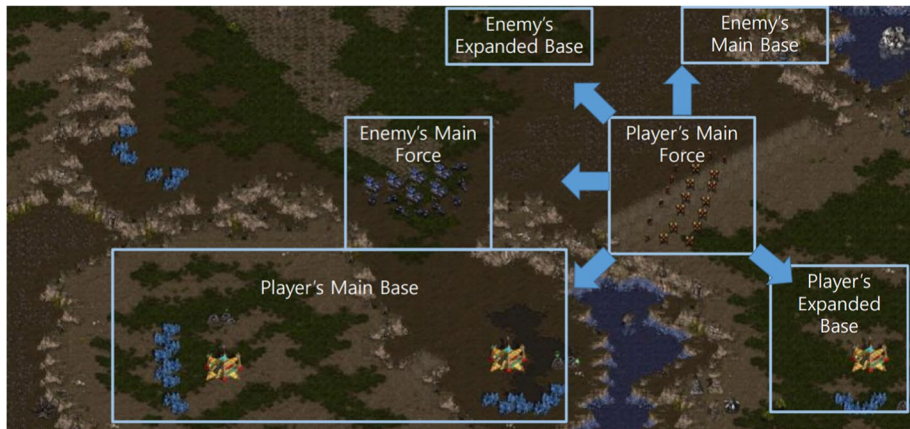 Enemy's
Expanded Base
Enemy's
Main Base
Enemy's Main
Force
Player's Main
Force
Player's Main Base
Player's
Expanded
Base